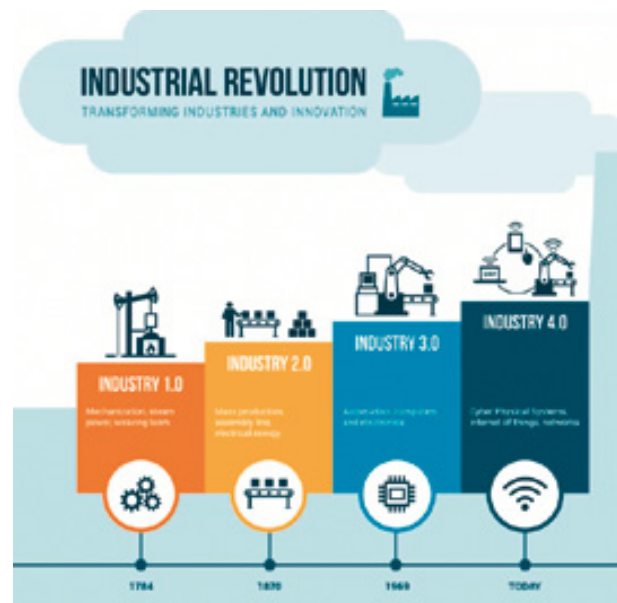 INDUSTRIAL REVOLUTION
TRANSFORMING INDUSTRIES AND INNOVATION
INDUSTRY 1.0
Mechanization, steam
power, weaving loom
INDUSTRY 2.0
Mass production,
assembly line,
electrical energy
INDUSTRY 3.0
Automation, computers
and electronics
INDUSTRY 4.0
Cyber Physical Systems,
internet of things, networks
1784
1870
1969
TODAY